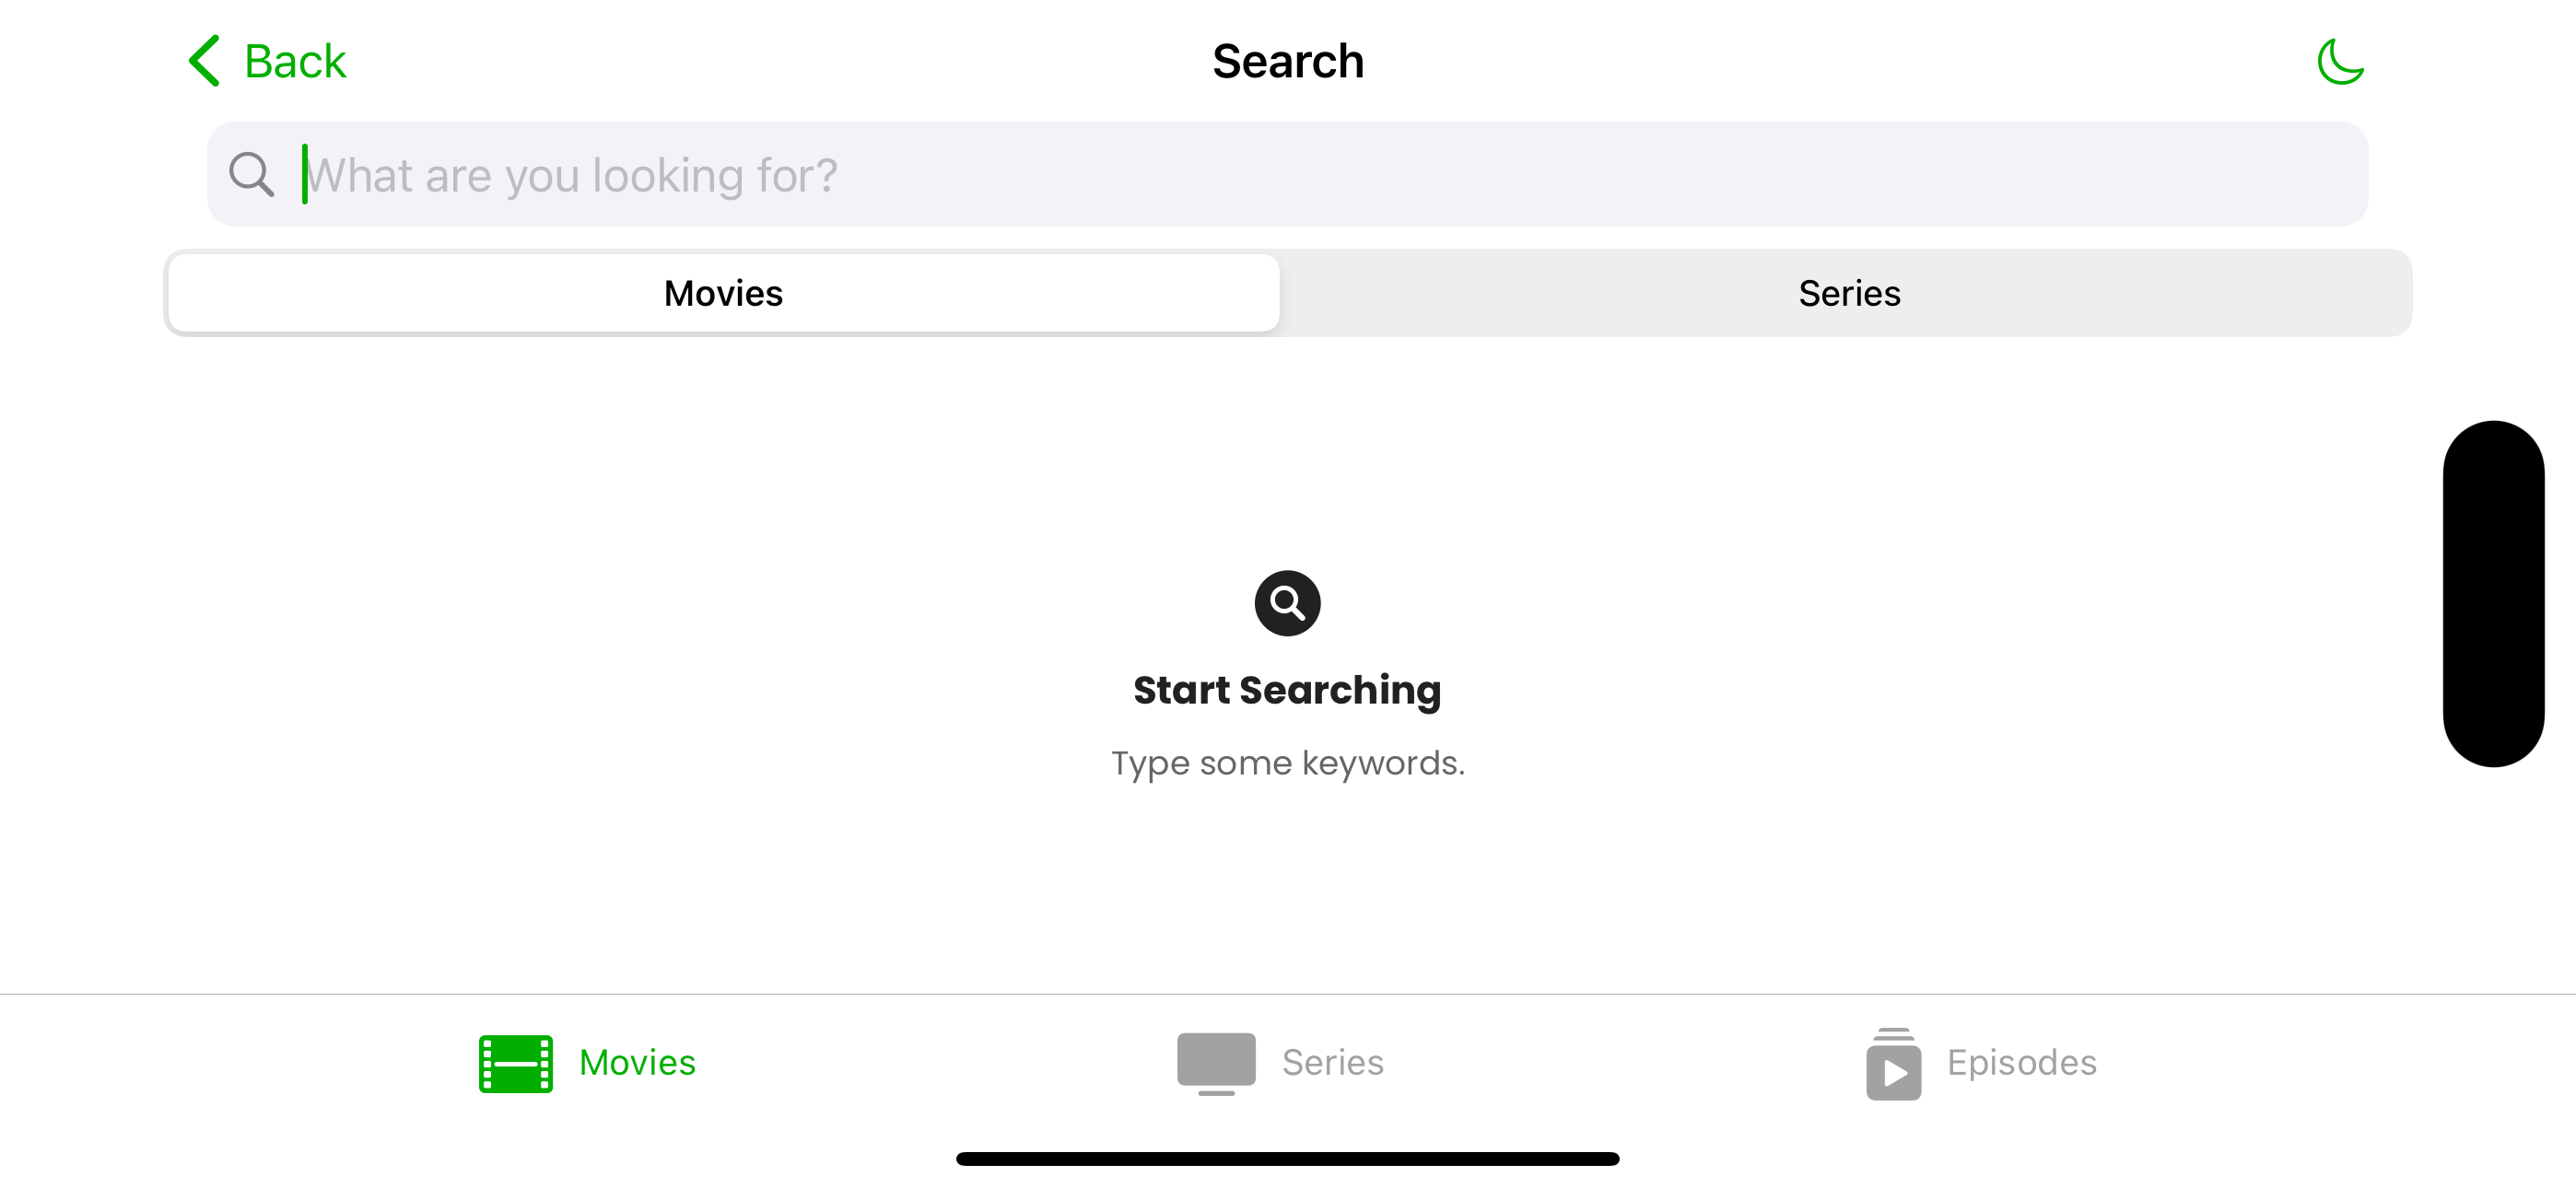 Back
Search
What are you looking for?
Movies
Series
Start Searching
Type some keywords.
Movies
Series
Episodes